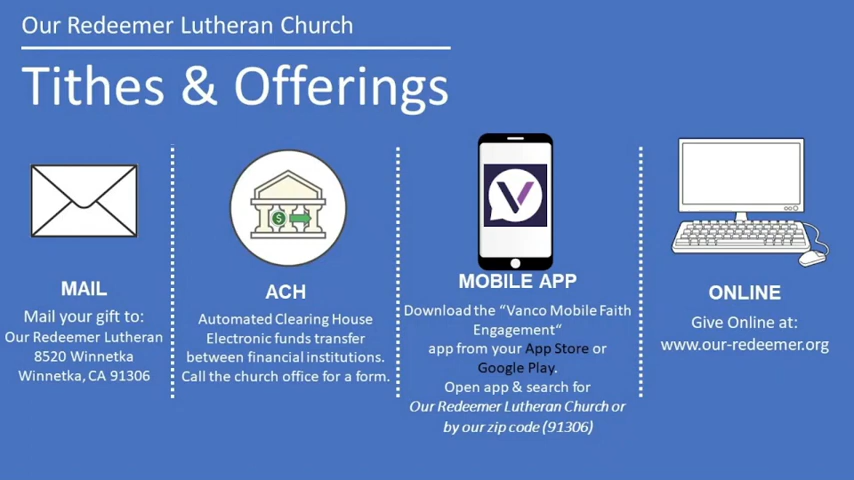 Our Redeemer Lutheran Church
Tithes & Offerings
MAIL
Mail your gift to:
Our Redeemer Lutheran
8520 Winnetka
Winnetka, CA 91306
$
ACH
Automated Clearing House
Electronic funds transfer
between financial institutions.
Call the church office for a form.
V
MOBILE APP
Download the “Vanco Mobile Faith
Engagement“
app from your App Store or
Google Play.
Open app & search for
Our Redeemer Lutheran Church or
by our zip code (91306)
ONLINE
Give Online at:
www.our-redeemer.org